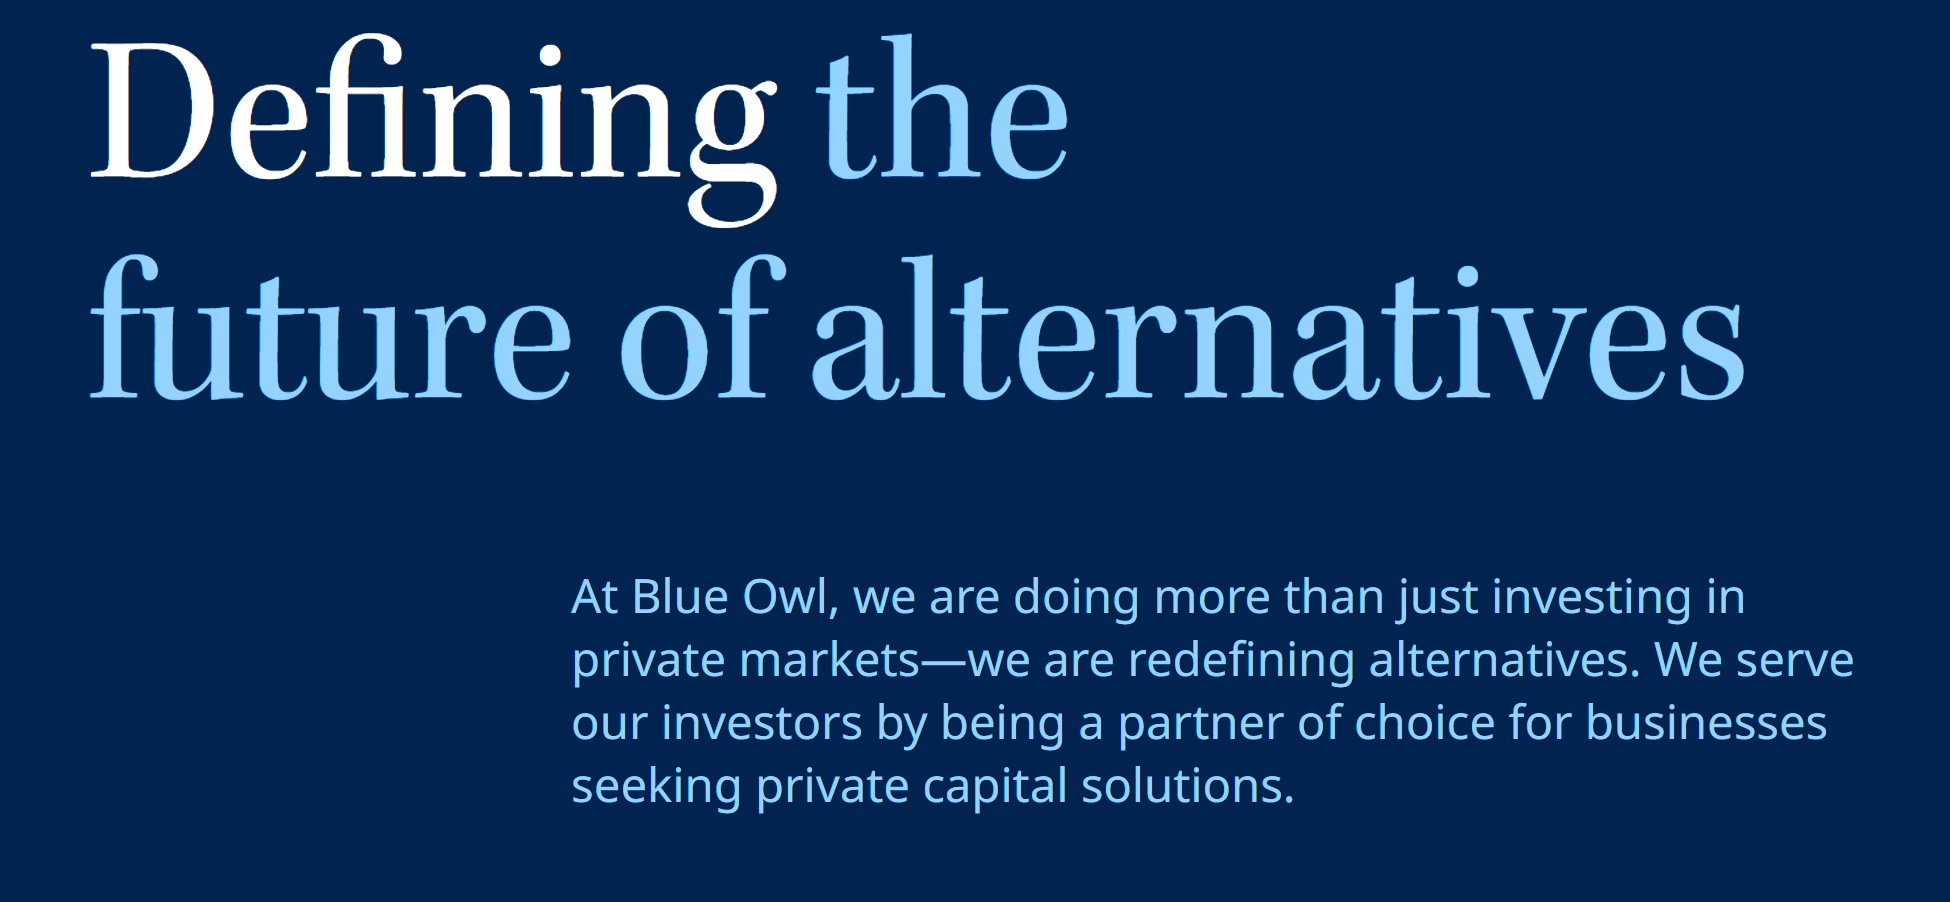 Defining the
future of alternatives
At Blue Owl, we are doing more than just investing in
private markets—we are redefining alternatives. We serve
our investors by being a partner of choice for businesses
seeking private capital solutions.